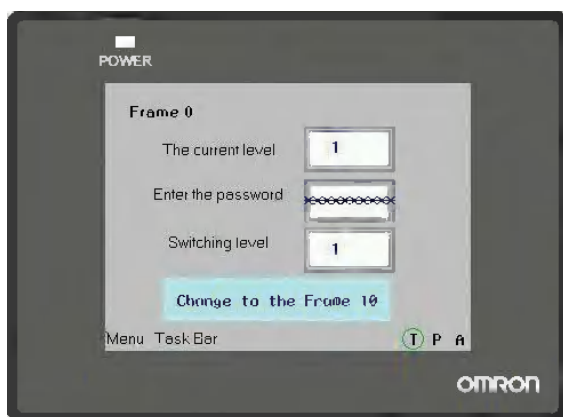 POWER
Frame 0
The current level 1
Enter the password
Switching level 1
Change to the Frame 10
Menu Task Bar T P A
OMRON